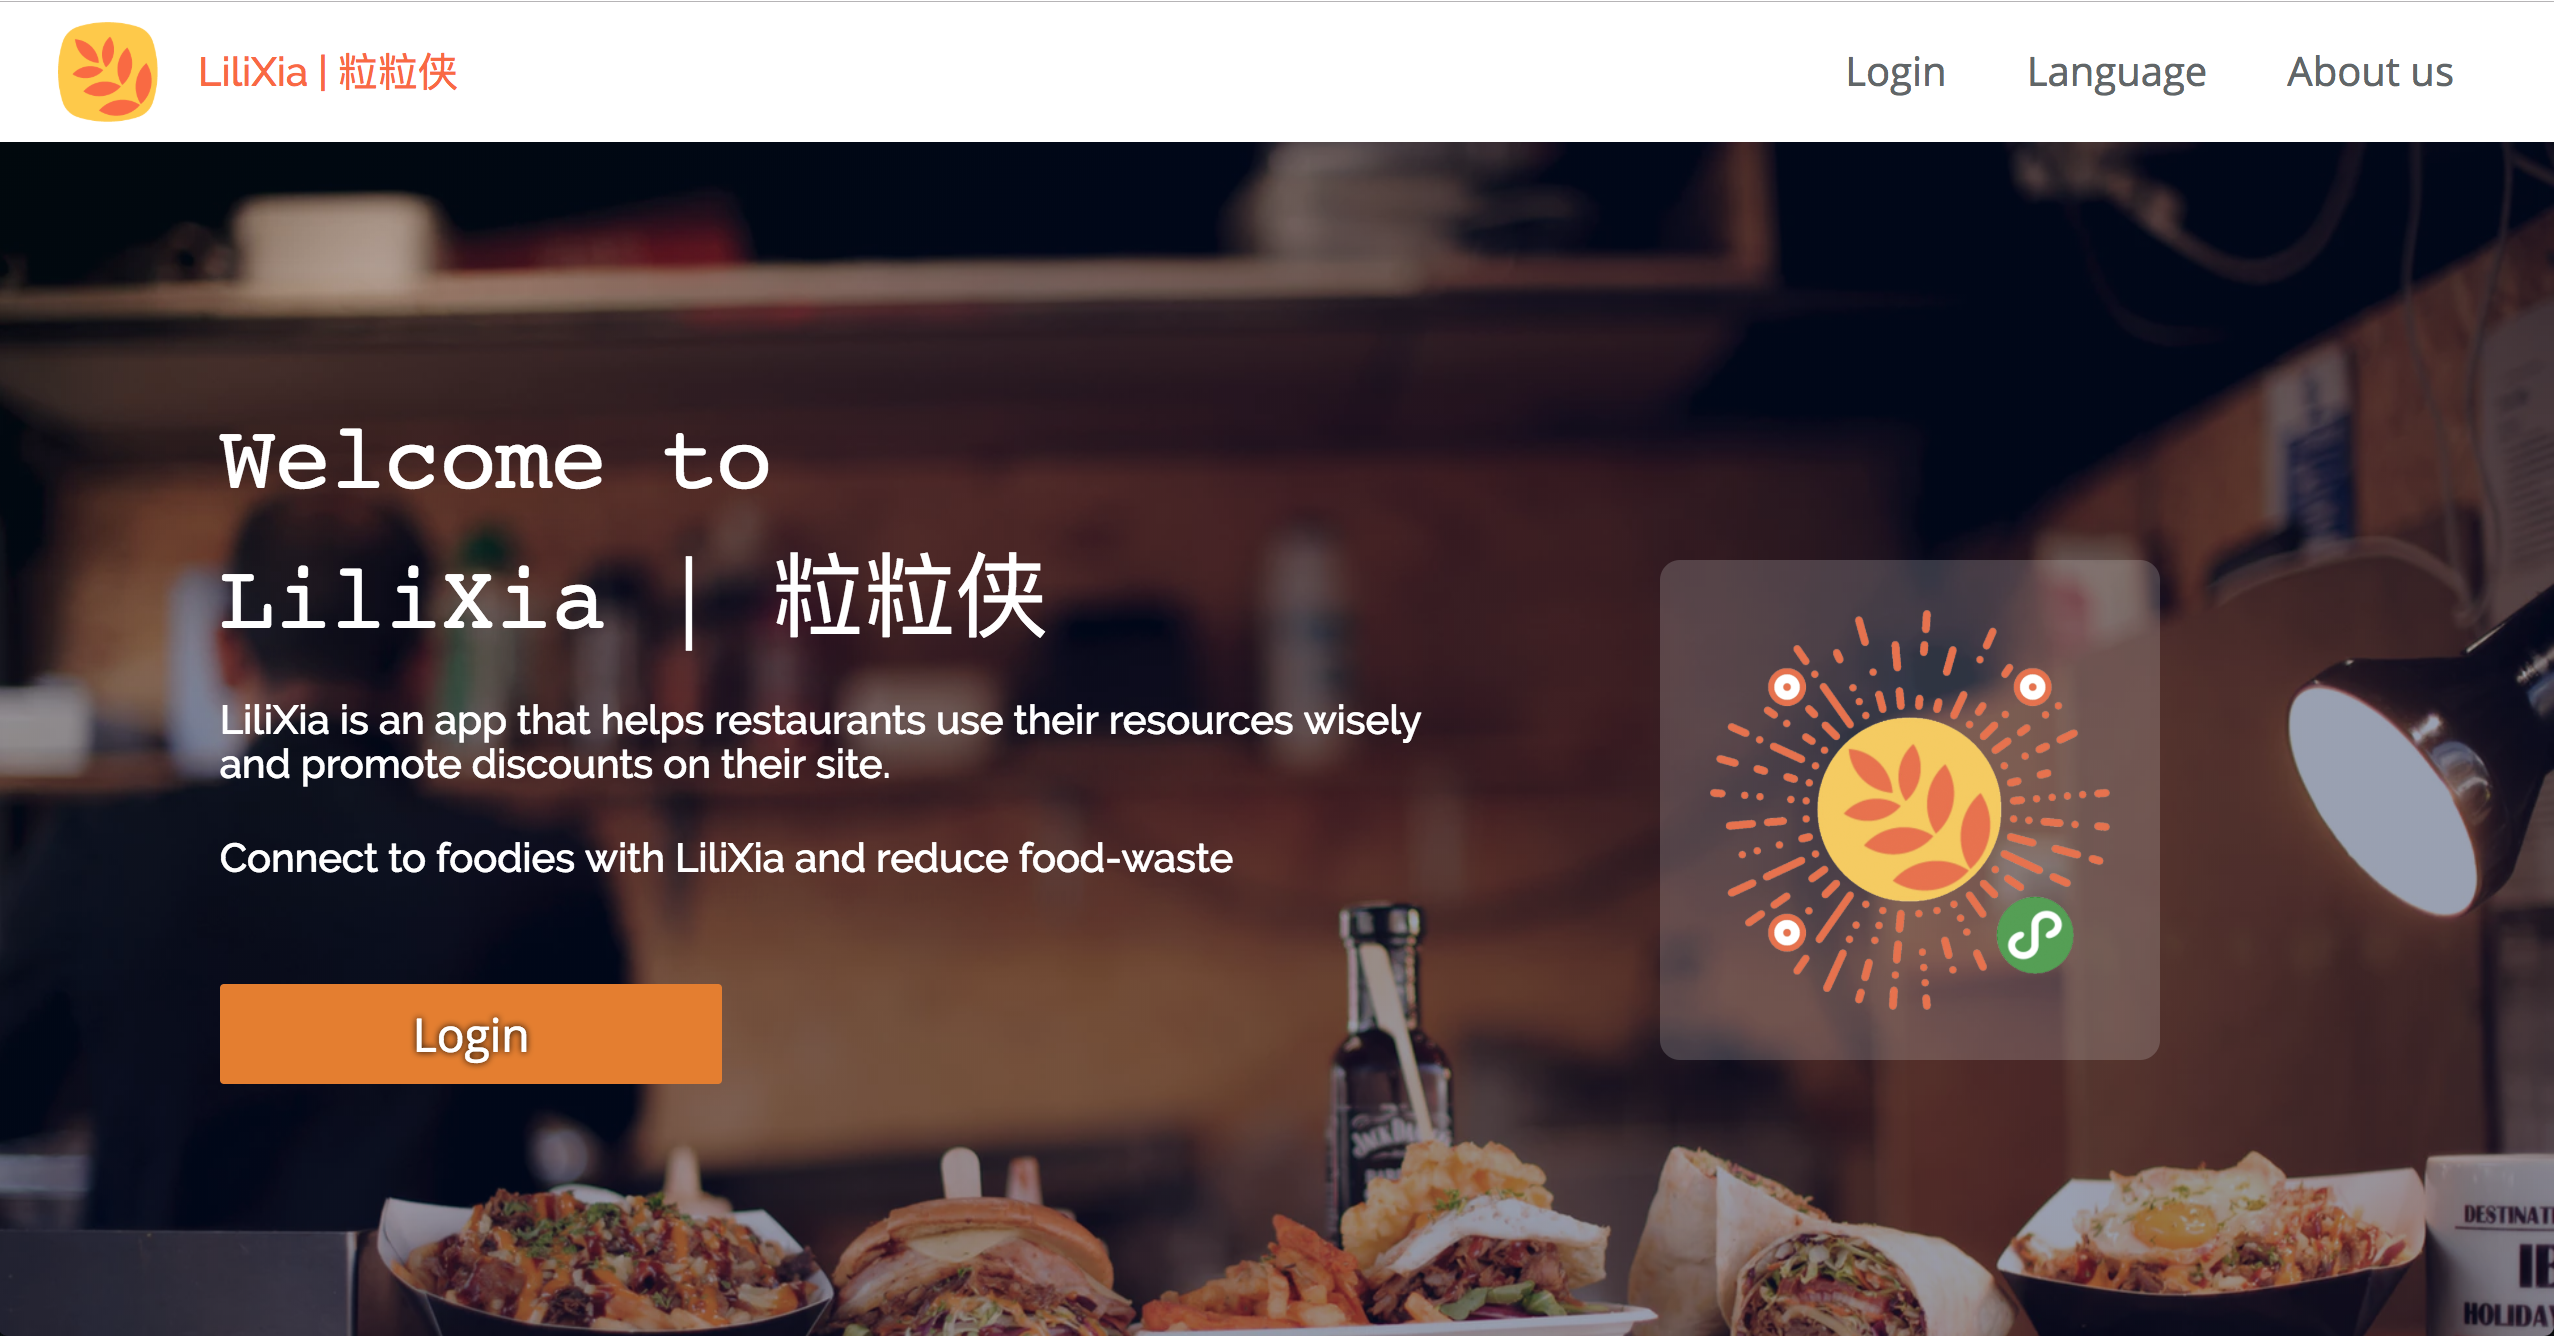 LiliXia | 粒粒侠
Login
Language
About us
Welcome to
LiliXia | 粒粒侠
LiliXia is an app that helps restaurants use their resources wisely
and promote discounts on their site.
Connect to foodies with LiliXia and reduce food-waste
Login
HOLIDAY